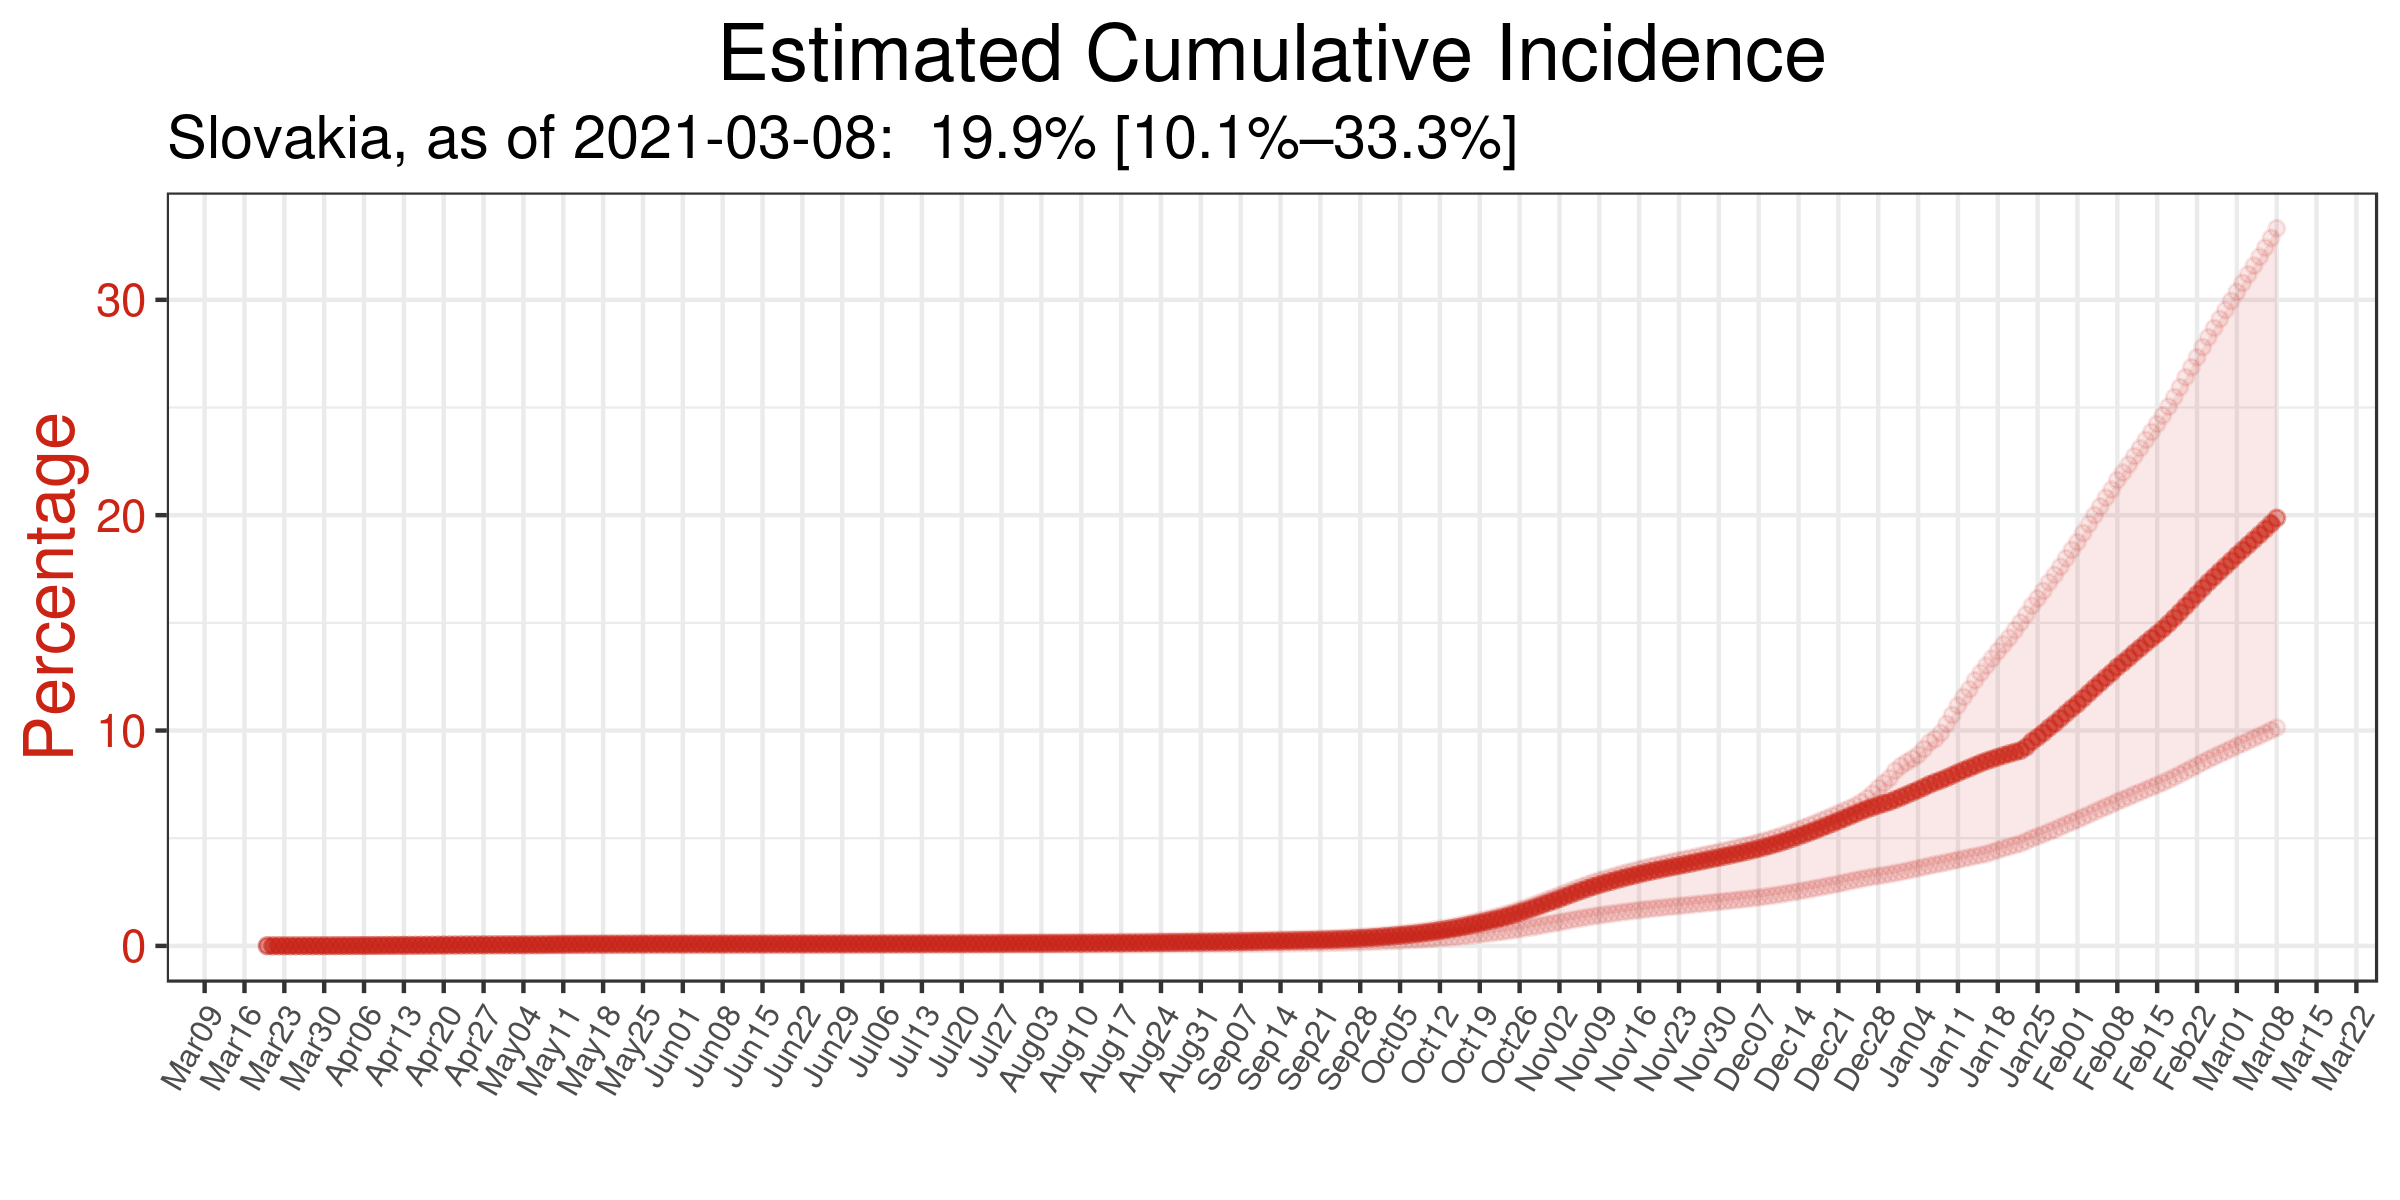 Estimated Cumulative Incidence
Slovakia, as of 2021-03-08:  19.9% [10.1%–33.3%]
Percentage
30
20
10
0
Mar09
Mar16
Mar23
Mar30
Apr06
Apr13
Apr20
Apr27
May04
May11
May18
May25
Jun01
Jun08
Jun15
Jun22
Jun29
Jul06
Jul13
Jul20
Jul27
Aug03
Aug10
Aug17
Aug24
Aug31
Sep07
Sep14
Sep21
Sep28
Oct05
Oct12
Oct19
Oct26
Nov02
Nov09
Nov16
Nov23
Nov30
Dec07
Dec14
Dec21
Dec28
Jan04
Jan11
Jan18
Jan25
Feb01
Feb08
Feb15
Feb22
Mar01
Mar08
Mar15
Mar22